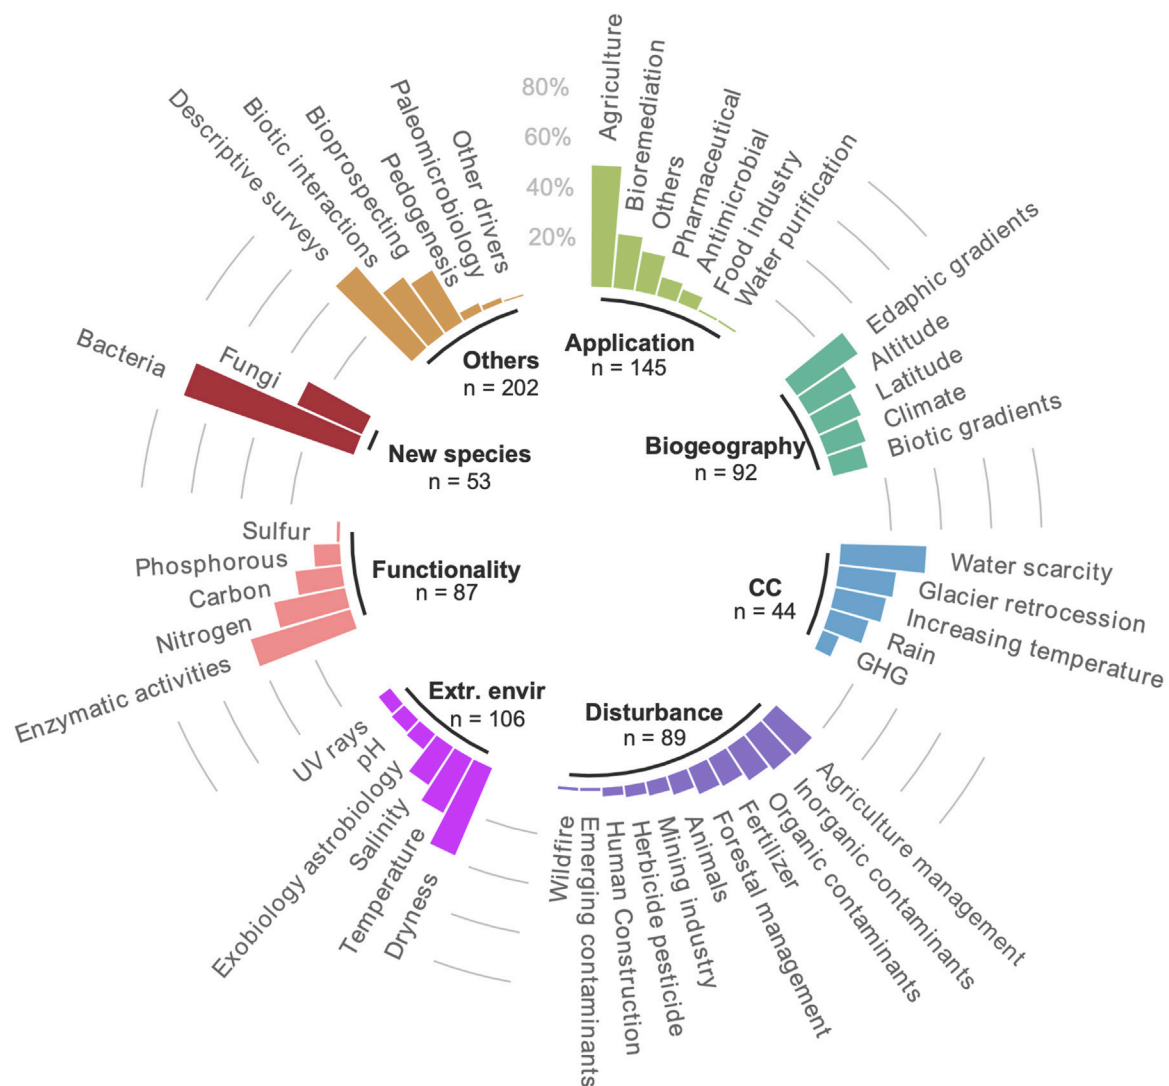 80%
60%
40%
20%
Agriculture
Bioremediation
Others
Pharmaceutical
Antimicrobial
Food industry
Water purification
Application
n = 145
Edaphic gradients
Altitude
Latitude
Climate
Biotic gradients
Biogeography
n = 92
Water scarcity
Glacier retrocession
Increasing temperature
Rain
GHG
CC
n = 44
Agriculture management
Inorganic contaminants
Organic contaminants
Fertilizer
Forestal management
Animals
Mining industry
Herbicide pesticide
Human Construction
Emerging contaminants
Wildfire
Disturbance
n = 89
Dryness
Temperature
Salinity
Exobiology astrobiology
pH
UV rays
Extr. envir
n = 106
Enzymatic activities
Nitrogen
Carbon
Phosphorous
Sulfur
Functionality
n = 87
Bacteria
Fungi
New species
n = 53
Descriptive surveys
Biotic interactions
Bioprospecting
Pedogenesis
Paleomicrobiology
Other drivers
Others
n = 202